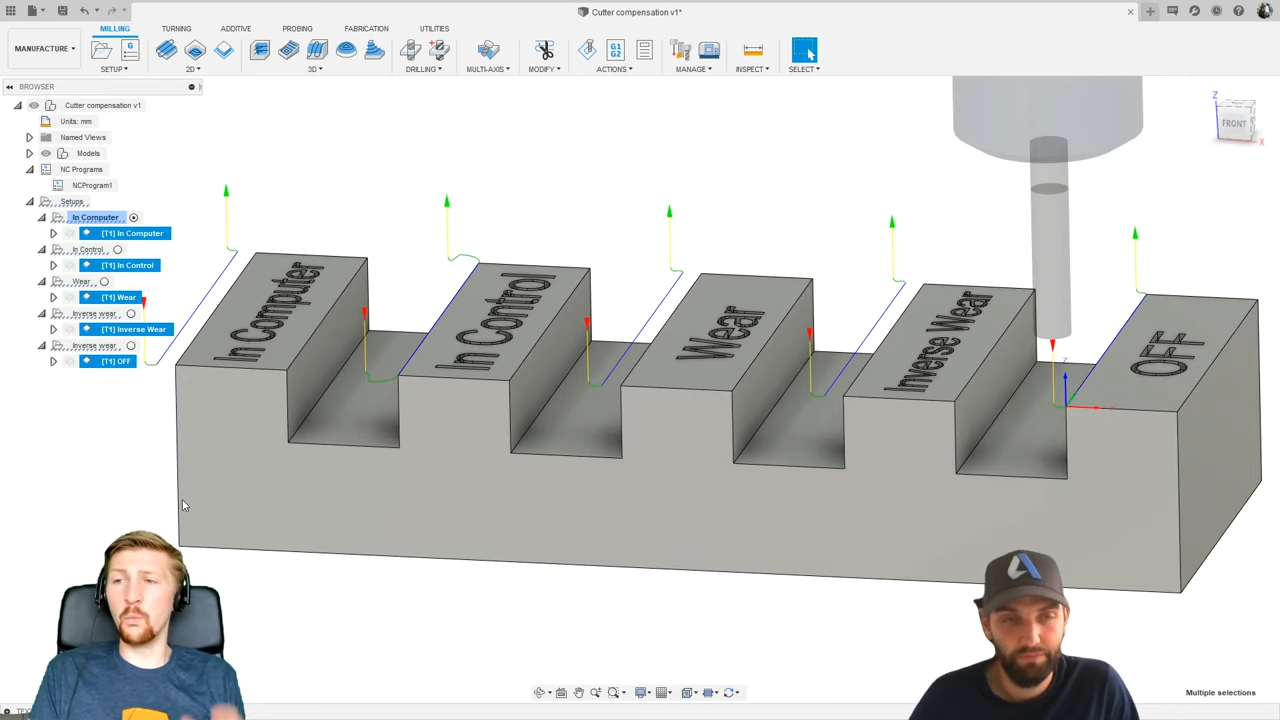 Cutter compensation v1*
MILLING TURNING ADDITIVE PROBING FABRICATION UTILITIES
MANUFACTURE
G1
G2
SETUP 2D 3D DRILLING MULTI-AXIS MODIFY ACTIONS MANAGE INSPECT SELECT
BROWSER
Cutter compensation v1
Units: mm
Named Views
Models
NC Programs
NCProgram1
Setups
In Computer
[T1] In Computer
In Control
[T1] In Control
Wear
[T1] Wear
Inverse wear
[T1] Inverse Wear
Inverse wear
[T1] OFF
In Computer
In Control
Wear
Inverse Wear
OFF
Z
FRONT
X
Z
Multiple selections